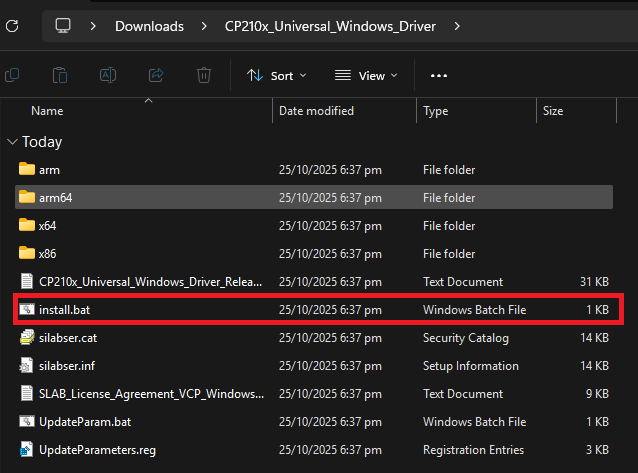 Downloads > CP210x_Universal_Windows_Driver >
Sort View
Name Date modified Type Size
Today
arm 25/10/2025 6:37 pm File folder
arm64 25/10/2025 6:37 pm File folder
x64 25/10/2025 6:37 pm File folder
x86 25/10/2025 6:37 pm File folder
CP210x_Universal_Windows_Driver_Relea... 25/10/2025 6:37 pm Text Document 31 KB
install.bat 25/10/2025 6:37 pm Windows Batch File 1 KB
silabser.cat 25/10/2025 6:37 pm Security Catalog 14 KB
silabser.inf 25/10/2025 6:37 pm Setup Information 14 KB
SLAB_License_Agreement_VCP_Windows... 25/10/2025 6:37 pm Text Document 9 KB
UpdateParam.bat 25/10/2025 6:37 pm Windows Batch File 1 KB
UpdateParameters.reg 25/10/2025 6:37 pm Registration Entries 3 KB